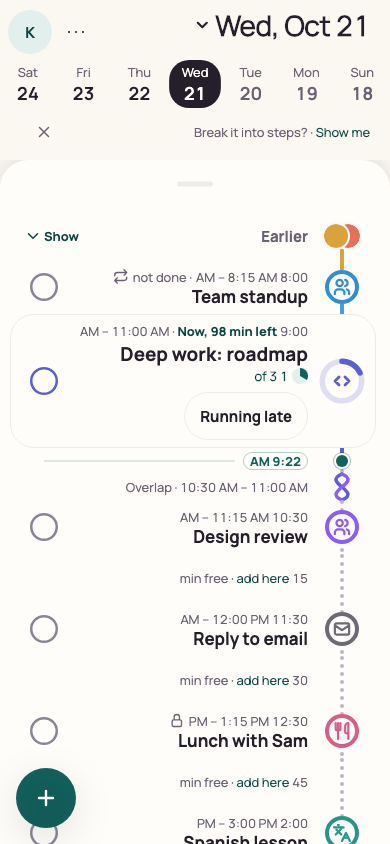 K ... Wed, Oct 21
Sat Fri Thu Wed Tue Mon Sun
24 23 22 21 20 19 18
Break it into steps? · Show me
Show Earlier
not done · AM – 8:15 AM 8:00
Team standup
AM – 11:00 AM · Now, 98 min left 9:00
Deep work: roadmap
of 3 1
Running late
AM 9:22
Overlap · 10:30 AM – 11:00 AM
AM – 11:15 AM 10:30
Design review
min free · add here 15
AM – 12:00 PM 11:30
Reply to email
min free · add here 30
PM – 1:15 PM 12:30
Lunch with Sam
min free · add here 45
PM – 3:00 PM 2:00
Spanish lesson